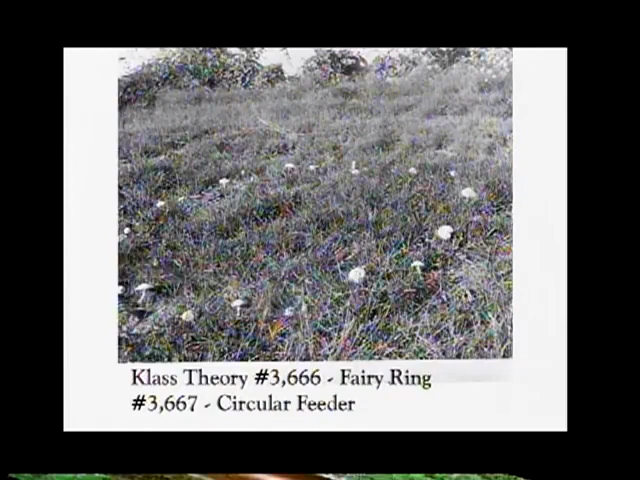 Klass Theory #3,666 - Fairy Ring
#3,667 - Circular Feeder